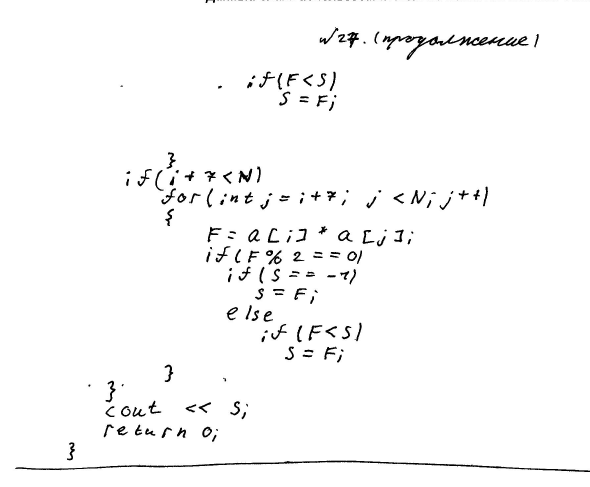 №27. (продолжение)
if(F<S)
S=F;
}
if(i+7<N)
for(int j=i+7; j<N; j++)
{
F=a[i]*a[j];
if(F%2==0)
if(S==-1)
S=F;
else
if(F<S)
S=F;
}
}
cout << S;
return 0;
}